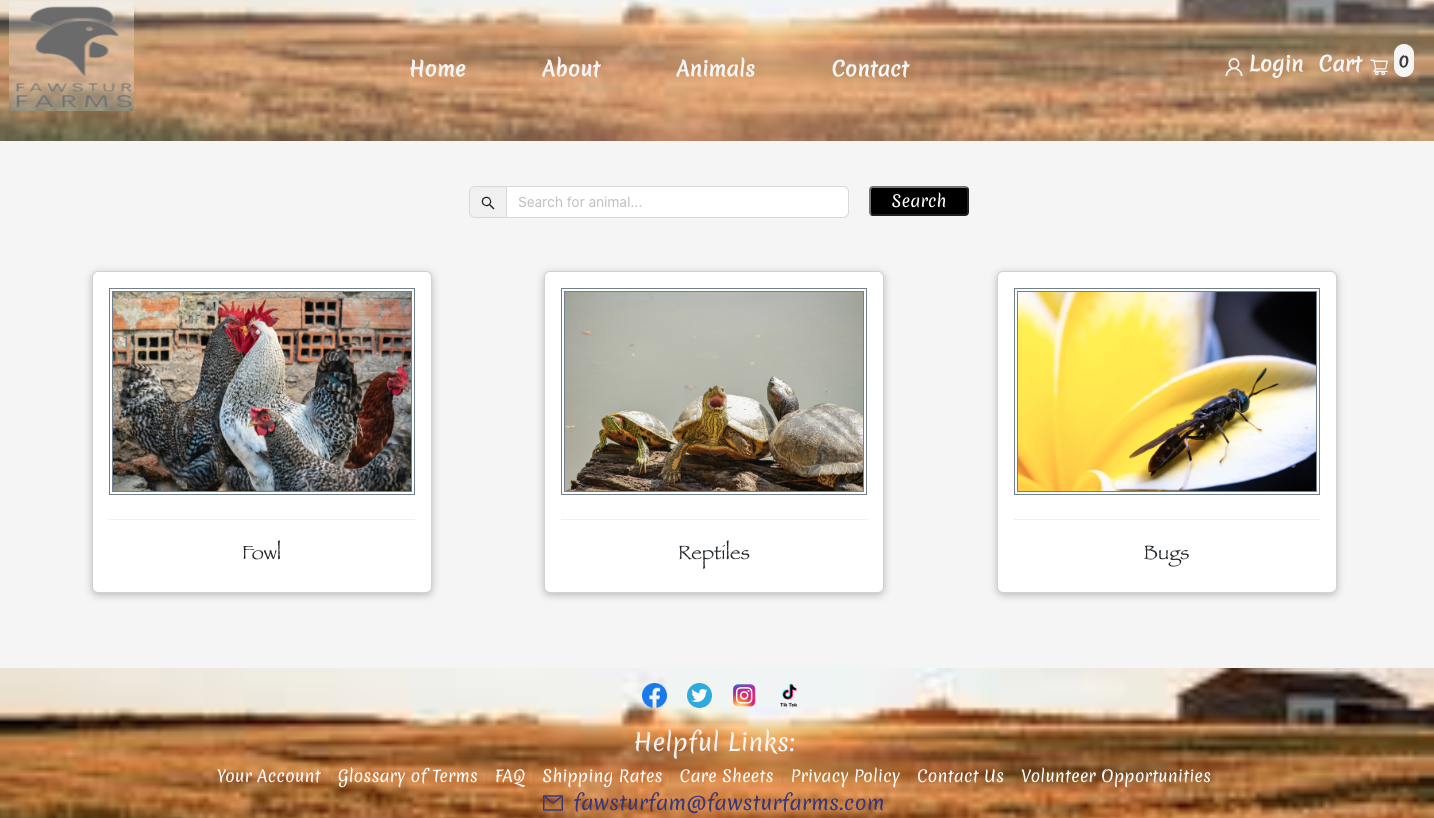 FAWSTUR
FARMS
Home About Animals Contact
Login Cart 0
Search for animal...
Search
Fowl
Reptiles
Bugs
Tik Tok
Helpful Links:
Your Account Glossary of Terms FAQ Shipping Rates Care Sheets Privacy Policy Contact Us Volunteer Opportunities
fawsturfam@fawsturfarms.com